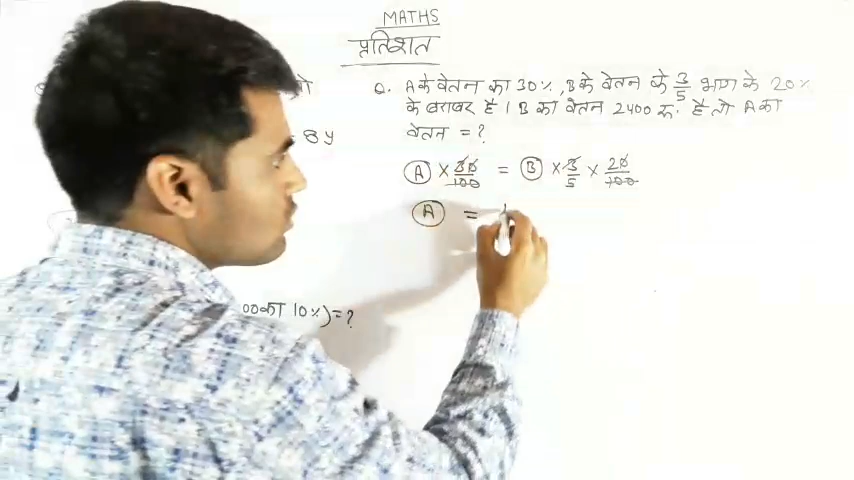 MATHS
प्रतिशत
Q. A के वेतन का 30%, B के वेतन के 3/5 भाग के 20%
के बराबर है। B का वेतन 2400 रू. है तो A का
वेतन = ?
A × 30/100 = B × 3/5 × 20/100
A =
= 8y
00 का 10%) = ?